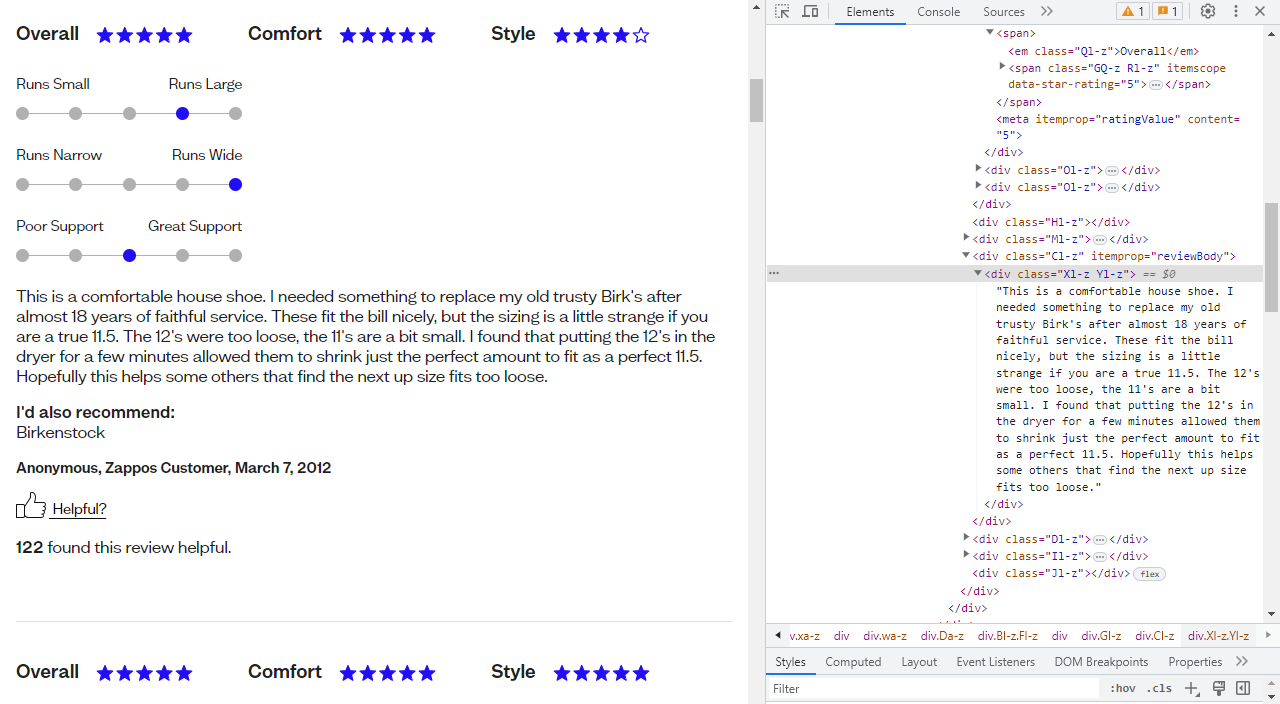 Overall Comfort Style
Runs Small Runs Large
Runs Narrow Runs Wide
Poor Support Great Support
This is a comfortable house shoe. I needed something to replace my old trusty Birk's after
almost 18 years of faithful service. These fit the bill nicely, but the sizing is a little strange if you
are a true 11.5. The 12's were too loose, the 11's are a bit small. I found that putting the 12's in the
dryer for a few minutes allowed them to shrink just the perfect amount to fit as a perfect 11.5.
Hopefully this helps some others that find the next up size fits too loose.
I'd also recommend:
Birkenstock
Anonymous, Zappos Customer, March 7, 2012
Helpful?
122 found this review helpful.
Overall Comfort Style
Elements Console Sources 1 1
<span>
<em class="Ql-z">Overall</em>
<span class="GQ-z Rl-z" itemscope
data-star-rating="5">…</span>
</span>
<meta itemprop="ratingValue" content=
"5">
</div>
<div class="Ol-z">…</div>
<div class="Ol-z">…</div>
</div>
<div class="Hl-z"></div>
<div class="Ml-z">…</div>
<div class="Cl-z" itemprop="reviewBody">
<div class="Xl-z Yl-z"> == $0
"This is a comfortable house shoe. I
needed something to replace my old
trusty Birk's after almost 18 years of
faithful service. These fit the bill
nicely, but the sizing is a little
strange if you are a true 11.5. The 12's
were too loose, the 11's are a bit
small. I found that putting the 12's in
the dryer for a few minutes allowed them
to shrink just the perfect amount to fit
as a perfect 11.5. Hopefully this helps
some others that find the next up size
fits too loose."
</div>
</div>
<div class="Dl-z">…</div>
<div class="Il-z">…</div>
<div class="Jl-z"></div> flex
</div>
</div>
v.xa-z div div.wa-z div.Da-z div.BI-z.Fl-z div div.Gl-z div.Cl-z div.Xl-z.Yl-z
Styles Computed Layout Event Listeners DOM Breakpoints Properties
Filter :hov .cls